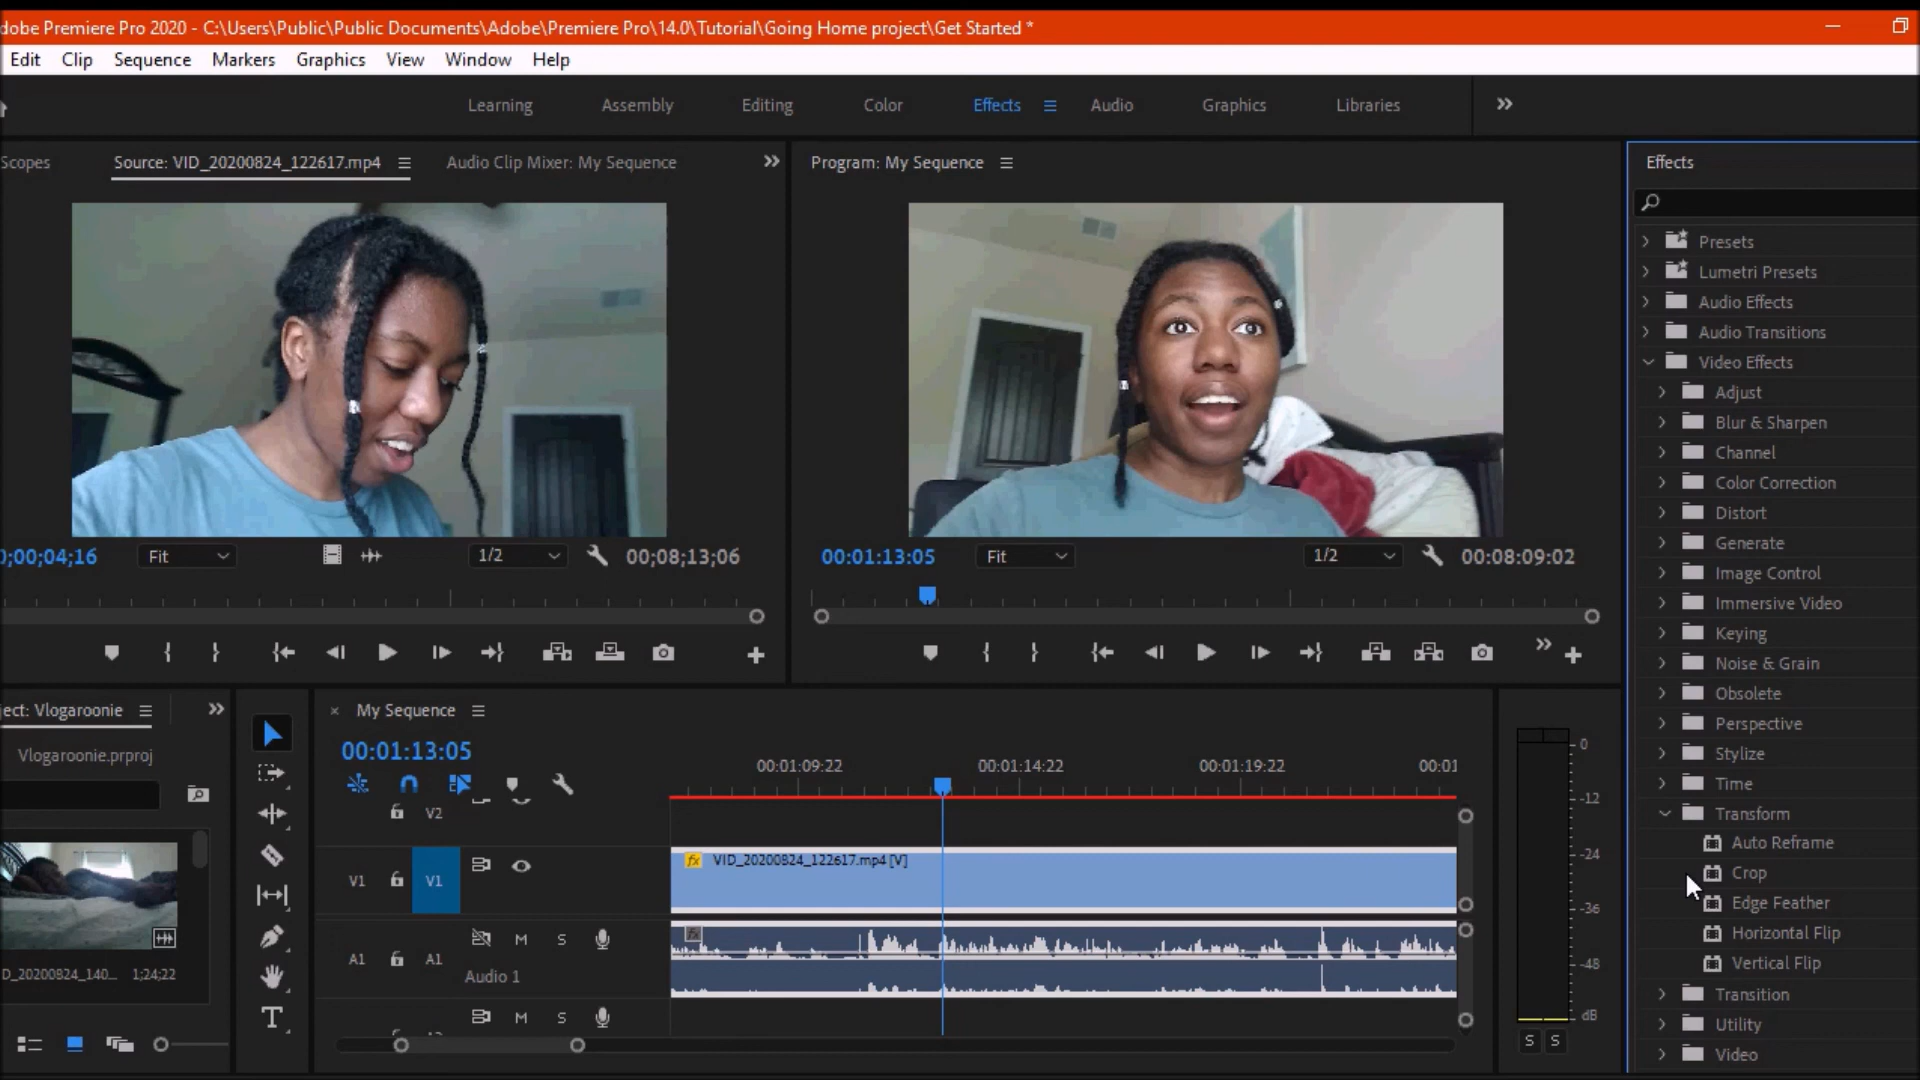 dobe Premiere Pro 2020 - C:\Users\Public\Public Documents\Adobe\Premiere Pro\14.0\Tutorial\Going Home project\Get Started *
Edit Clip Sequence Markers Graphics View Window Help
Learning Assembly Editing Color Effects Audio Graphics Libraries
Scopes Source: VID_20200824_122617.mp4 Audio Clip Mixer: My Sequence
Program: My Sequence
Effects
Presets
Lumetri Presets
Audio Effects
Audio Transitions
Video Effects
Adjust
Blur & Sharpen
Channel
Color Correction
Distort
Generate
Image Control
Immersive Video
Keying
Noise & Grain
Obsolete
Perspective
Stylize
Time
Transform
Auto Reframe
Crop
Edge Feather
Horizontal Flip
Vertical Flip
Transition
Utility
Video
0;00;04;16 Fit 1/2 00;08;13;06
00:01:13:05 Fit 1/2 00:08:09:02
ject: Vlogaroonie
Vlogaroonie.prproj
D_20200824_140... 1;24;22
My Sequence
00:01:13:05
00:01:09:22 00:01:14:22 00:01:19:22 00:01
V2
V1 V1
VID_20200824_122617.mp4 [V]
fx
A1 A1 M S
Audio 1
fx
M S
0
-12
-24
-36
-48
dB
S S